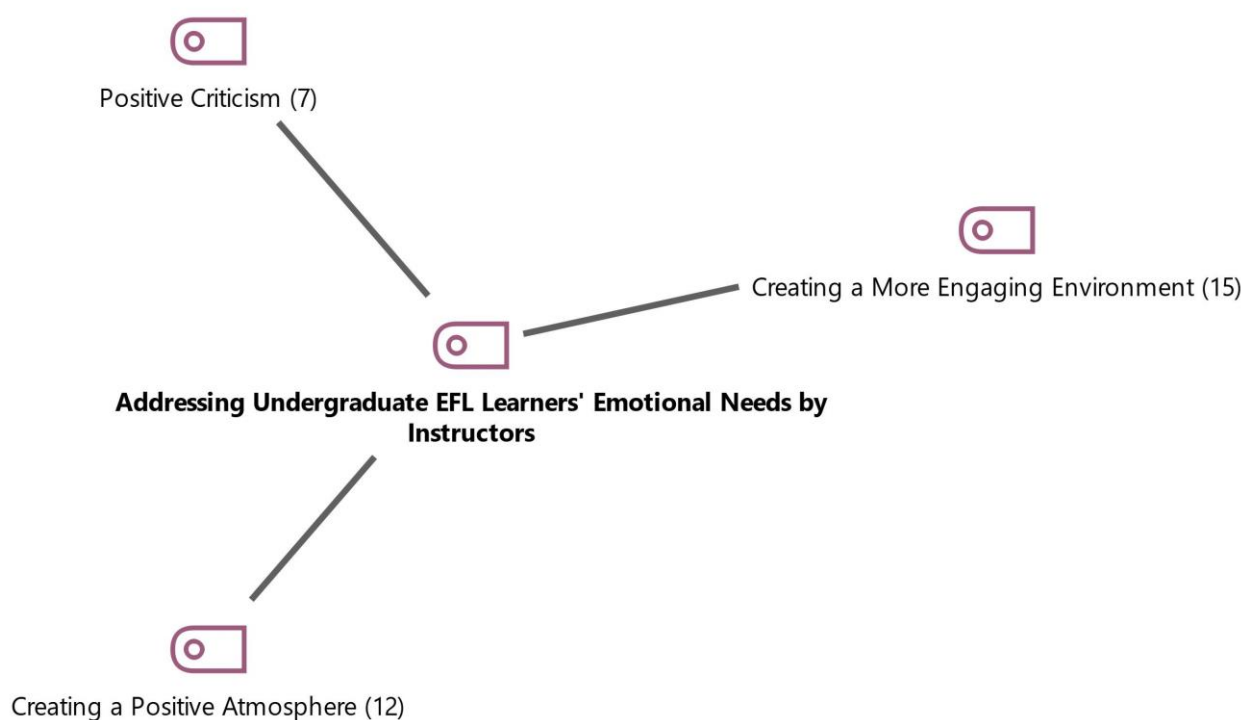 Positive Criticism (7)
Creating a More Engaging Environment (15)
Addressing Undergraduate EFL Learners' Emotional Needs by
Instructors
Creating a Positive Atmosphere (12)